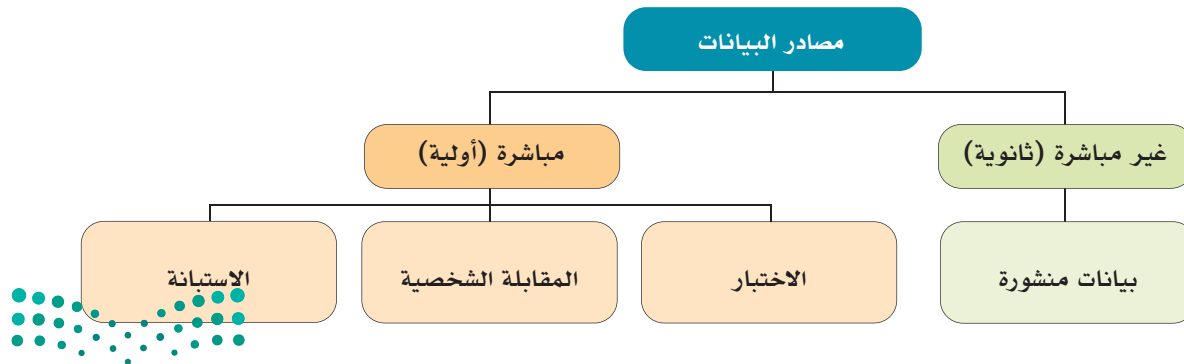 مصادر البيانات
غير مباشرة (ثانوية)
مباشرة (أولية)
بيانات منشورة
الاختبار
المقابلة الشخصية
الاستبانة